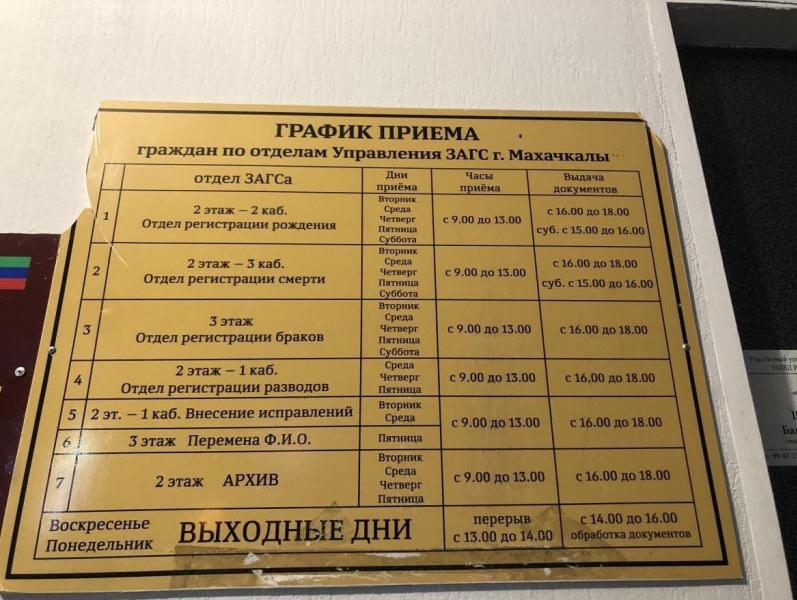 ГРАФИК ПРИЕМА
граждан по отделам Управления ЗАГС г. Махачкалы
отдел ЗАГСа
Дни
приёма
Часы
приёма
Выдача
документов
1
2 этаж – 2 каб.
Отдел регистрации рождения
Вторник
Среда
Четверг
Пятница
Суббота
с 9.00 до 13.00
с 16.00 до 18.00
суб. с 15.00 до 16.00
2
2 этаж – 3 каб.
Отдел регистрации смерти
Вторник
Среда
Четверг
Пятница
Суббота
с 9.00 до 13.00
с 16.00 до 18.00
суб. с 15.00 до 16.00
3
3 этаж
Отдел регистрации браков
Вторник
Среда
Четверг
Пятница
Суббота
с 9.00 до 13.00
с 16.00 до 18.00
4
2 этаж – 1 каб.
Отдел регистрации разводов
Среда
Четверг
Пятница
с 9.00 до 13.00
с 16,00 до 18.00
5
2 эт. – 1 каб. Внесение исправлений
Вторник
Среда
с 9.00 до 13.00
с 16.00 до 18.00
6
3 этаж Перемена Ф.И.О.
Пятница
7
2 этаж АРХИВ
Вторник
Среда
Четверг
Пятница
с 9.00 до 13.00
с 16.00 до 18.00
Воскресенье
Понедельник
ВЫХОДНЫЕ ДНИ
перерыв
с 13.00 до 14.00
с 14.00 до 16.00
обработка документов